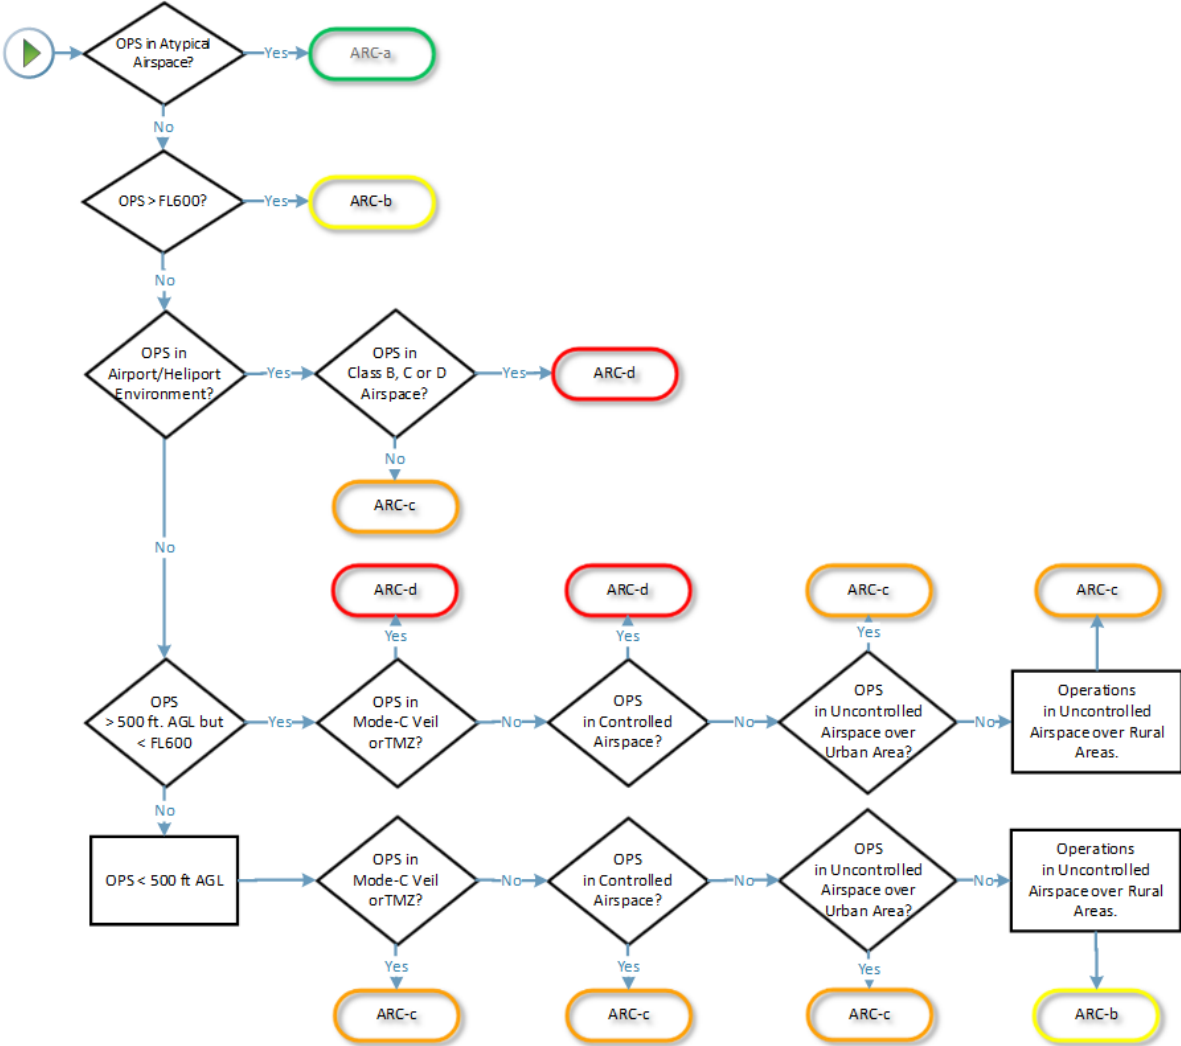 OPS in Atypical
Airspace?
Yes
ARC-a
No
OPS > FL600?
Yes
ARC-b
No
OPS in
Airport/Heliport
Environment?
Yes
OPS in
Class B, C or D
Airspace?
Yes
ARC-d
No
ARC-c
No
ARC-d
ARC-d
ARC-c
ARC-c
Yes
Yes
Yes
OPS
> 500 ft. AGL but
< FL600
Yes
OPS in
Mode-C Veil
or TMZ?
No
OPS
in Controlled
Airspace?
No
OPS
in Uncontrolled
Airspace over
Urban Area?
No
Operations
in Uncontrolled
Airspace over Rural
Areas.
No
OPS < 500 ft AGL
OPS in
Mode-C Veil
or TMZ?
No
OPS
in Controlled
Airspace?
No
OPS
in Uncontrolled
Airspace over
Urban Area?
No
Operations
in Uncontrolled
Airspace over Rural
Areas.
Yes
Yes
Yes
ARC-c
ARC-c
ARC-c
ARC-b